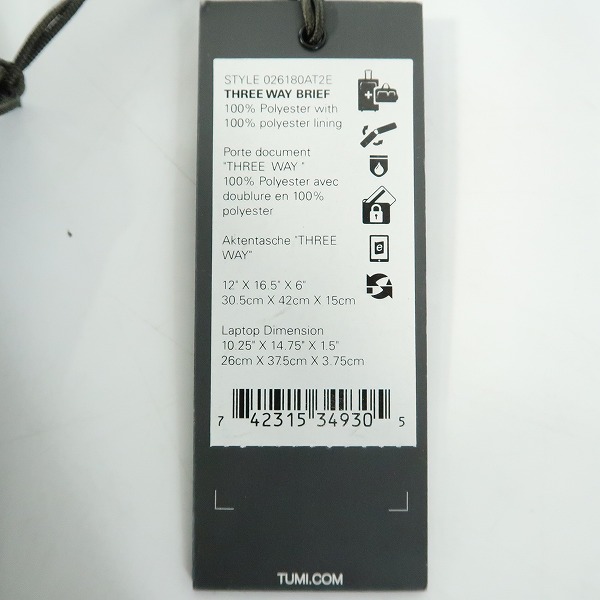 STYLE 026180AT2E
THREE WAY BRIEF
100% Polyester with
100% polyester lining
Porte document
"THREE WAY "
100% Polyester avec
doublure en 100%
polyester
Aktentasche "THREE
WAY"
12" X 16.5" X 6"
30.5cm X 42cm X 15cm
Laptop Dimension
10.25" X 14.75" X 1.5"
26cm X 37.5cm X 3.75cm
7 42315 34930 5
TUMI.COM